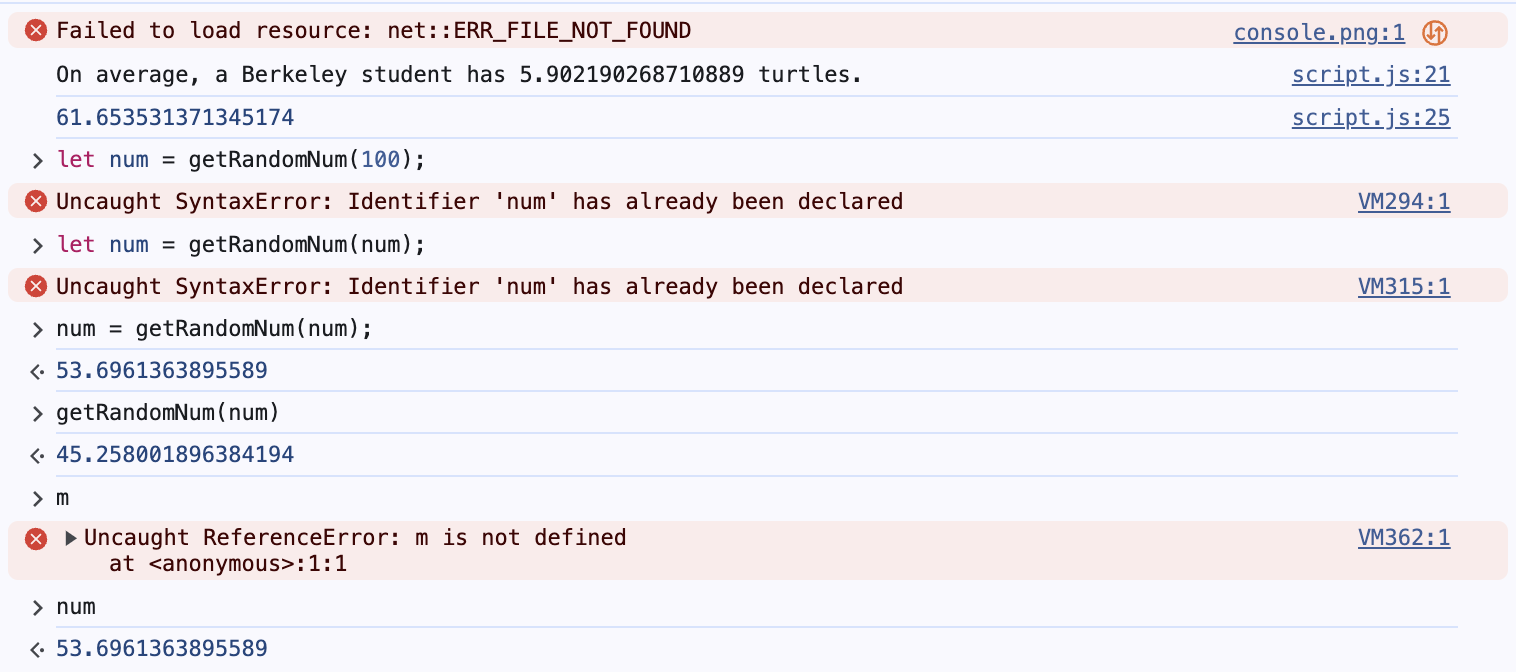 Failed to load resource: net::ERR_FILE_NOT_FOUND console.png:1
On average, a Berkeley student has 5.902190268710889 turtles. script.js:21
61.653531371345174 script.js:25
> let num = getRandomNum(100);
Uncaught SyntaxError: Identifier 'num' has already been declared VM294:1
> let num = getRandomNum(num);
Uncaught SyntaxError: Identifier 'num' has already been declared VM315:1
> num = getRandomNum(num);
53.6961363895589
> getRandomNum(num)
45.258001896384194
> m
Uncaught ReferenceError: m is not defined VM362:1
at <anonymous>:1:1
> num
53.6961363895589